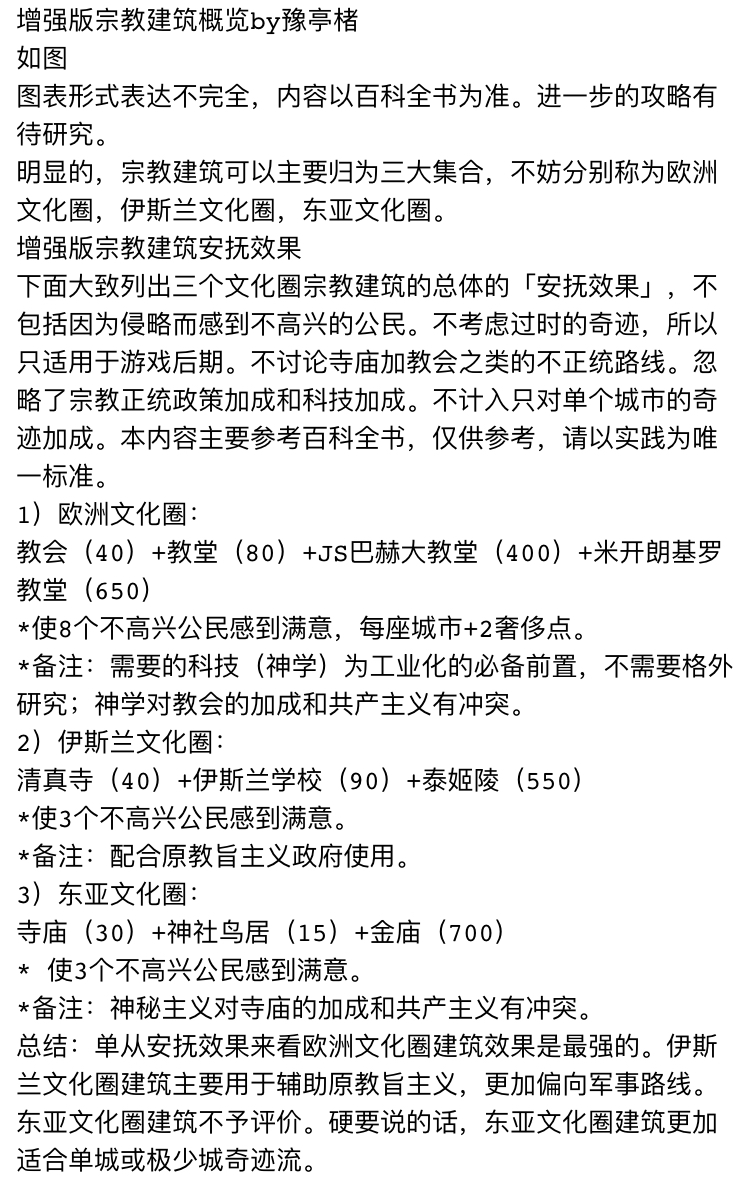 增强版宗教建筑概览by豫亭楮
如图
图表形式表达不完全，内容以百科全书为准。进一步的攻略有
待研究。
明显的，宗教建筑可以主要归为三大集合，不妨分别称为欧洲
文化圈，伊斯兰文化圈，东亚文化圈。
增强版宗教建筑安抚效果
下面大致列出三个文化圈宗教建筑的总体的「安抚效果」，不
包括因为侵略而感到不高兴的公民。不考虑过时的奇迹，所以
只适用于游戏后期。不讨论寺庙加教会之类的不正统路线。忽
略了宗教正统政策加成和科技加成。不计入只对单个城市的奇
迹加成。本内容主要参考百科全书，仅供参考，请以实践为唯
一标准。
1）欧洲文化圈：
教会（40）+教堂（80）+JS巴赫大教堂（400）+米开朗基罗
教堂（650）
*使8个不高兴公民感到满意，每座城市+2奢侈点。
*备注：需要的科技（神学）为工业化的必备前置，不需要格外
研究；神学对教会的加成和共产主义有冲突。
2）伊斯兰文化圈：
清真寺（40）+伊斯兰学校（90）+泰姬陵（550）
*使3个不高兴公民感到满意。
*备注：配合原教旨主义政府使用。
3）东亚文化圈：
寺庙（30）+神社鸟居（15）+金庙（700）
* 使3个不高兴公民感到满意。
*备注：神秘主义对寺庙的加成和共产主义有冲突。
总结：单从安抚效果来看欧洲文化圈建筑效果是最强的。伊斯
兰文化圈建筑主要用于辅助原教旨主义，更加偏向军事路线。
东亚文化圈建筑不予评价。硬要说的话，东亚文化圈建筑更加
适合单城或极少城奇迹流。